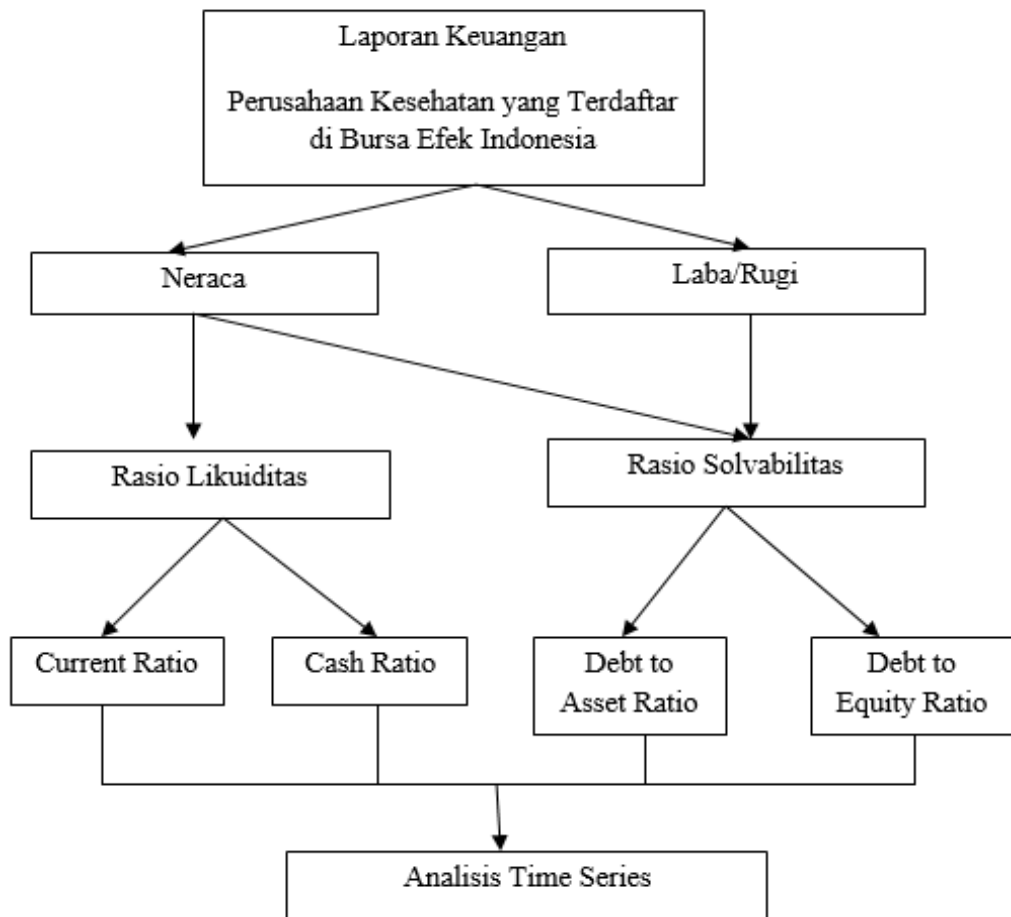 Laporan Keuangan
Perusahaan Kesehatan yang Terdaftar
di Bursa Efek Indonesia
Neraca
Laba/Rugi
Rasio Likuiditas
Rasio Solvabilitas
Current Ratio
Cash Ratio
Debt to
Asset Ratio
Debt to
Equity Ratio
Analisis Time Series